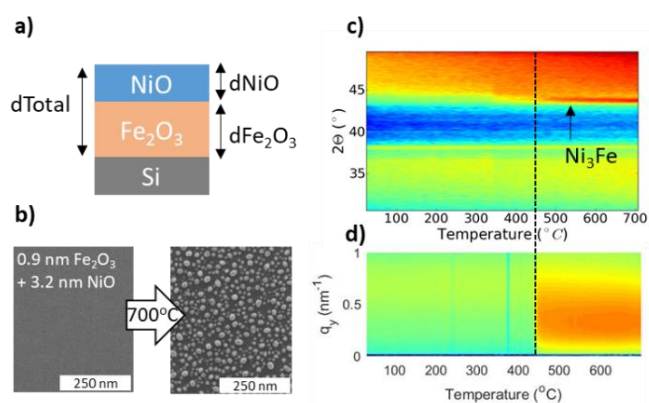 a)
NiO
dNiO
dTotal
Fe₂O₃
dFe₂O₃
Si
b)
0.9 nm Fe₂O₃
+ 3.2 nm NiO
700°C
250 nm
250 nm
c)
2Θ (°)
45
40
35
Ni₃Fe
100 200 300 400 500 600 700
Temperature (°C)
d)
q_y (nm⁻¹)
1
0.5
0
100 200 300 400 500 600
Temperature (°C)